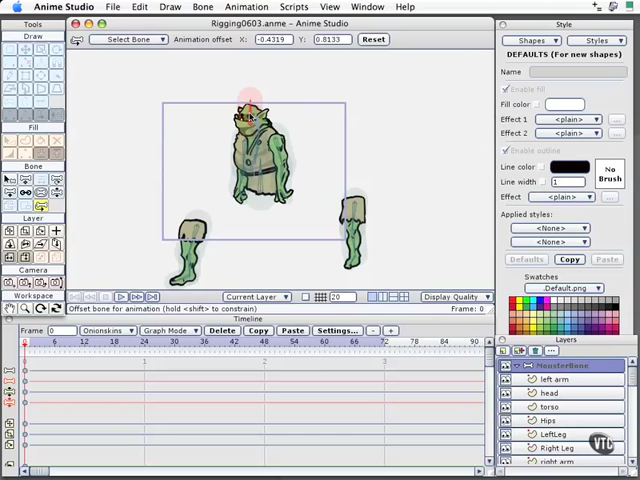 Anime Studio File Edit Draw Bone Animation Scripts View Window Help
Rigging0603.anme - Anime Studio
Tools
Select Bone
Animation offset X: -0.4319 Y: 0.8133 Reset
Draw
Fill
Bone
Layer
Camera
Workspace
Style
Shapes Styles
DEFAULTS (For new shapes)
Name
Enable fill
Fill color
Effect 1 <plain> ...
Effect 2 <plain> ...
Enable outline
Line color
Line width 1
No Brush
Effect <plain>
Applied styles:
<None>
<None>
Defaults Copy Paste
Swatches
.Default.png
Current Layer 20 Display Quality
Offset bone for animation (hold <shift> to constrain) Frame: 0
Timeline
Frame 0 Onionskins Graph Mode Delete Copy Paste Settings... - +
0 6 12 18 24 30 36 42 48 54 60 66 72 78 84 90
0 1 2 3
Layers
MonsterBone
left arm
head
torso
Hips
LeftLeg
Right Leg
right arm
VTC